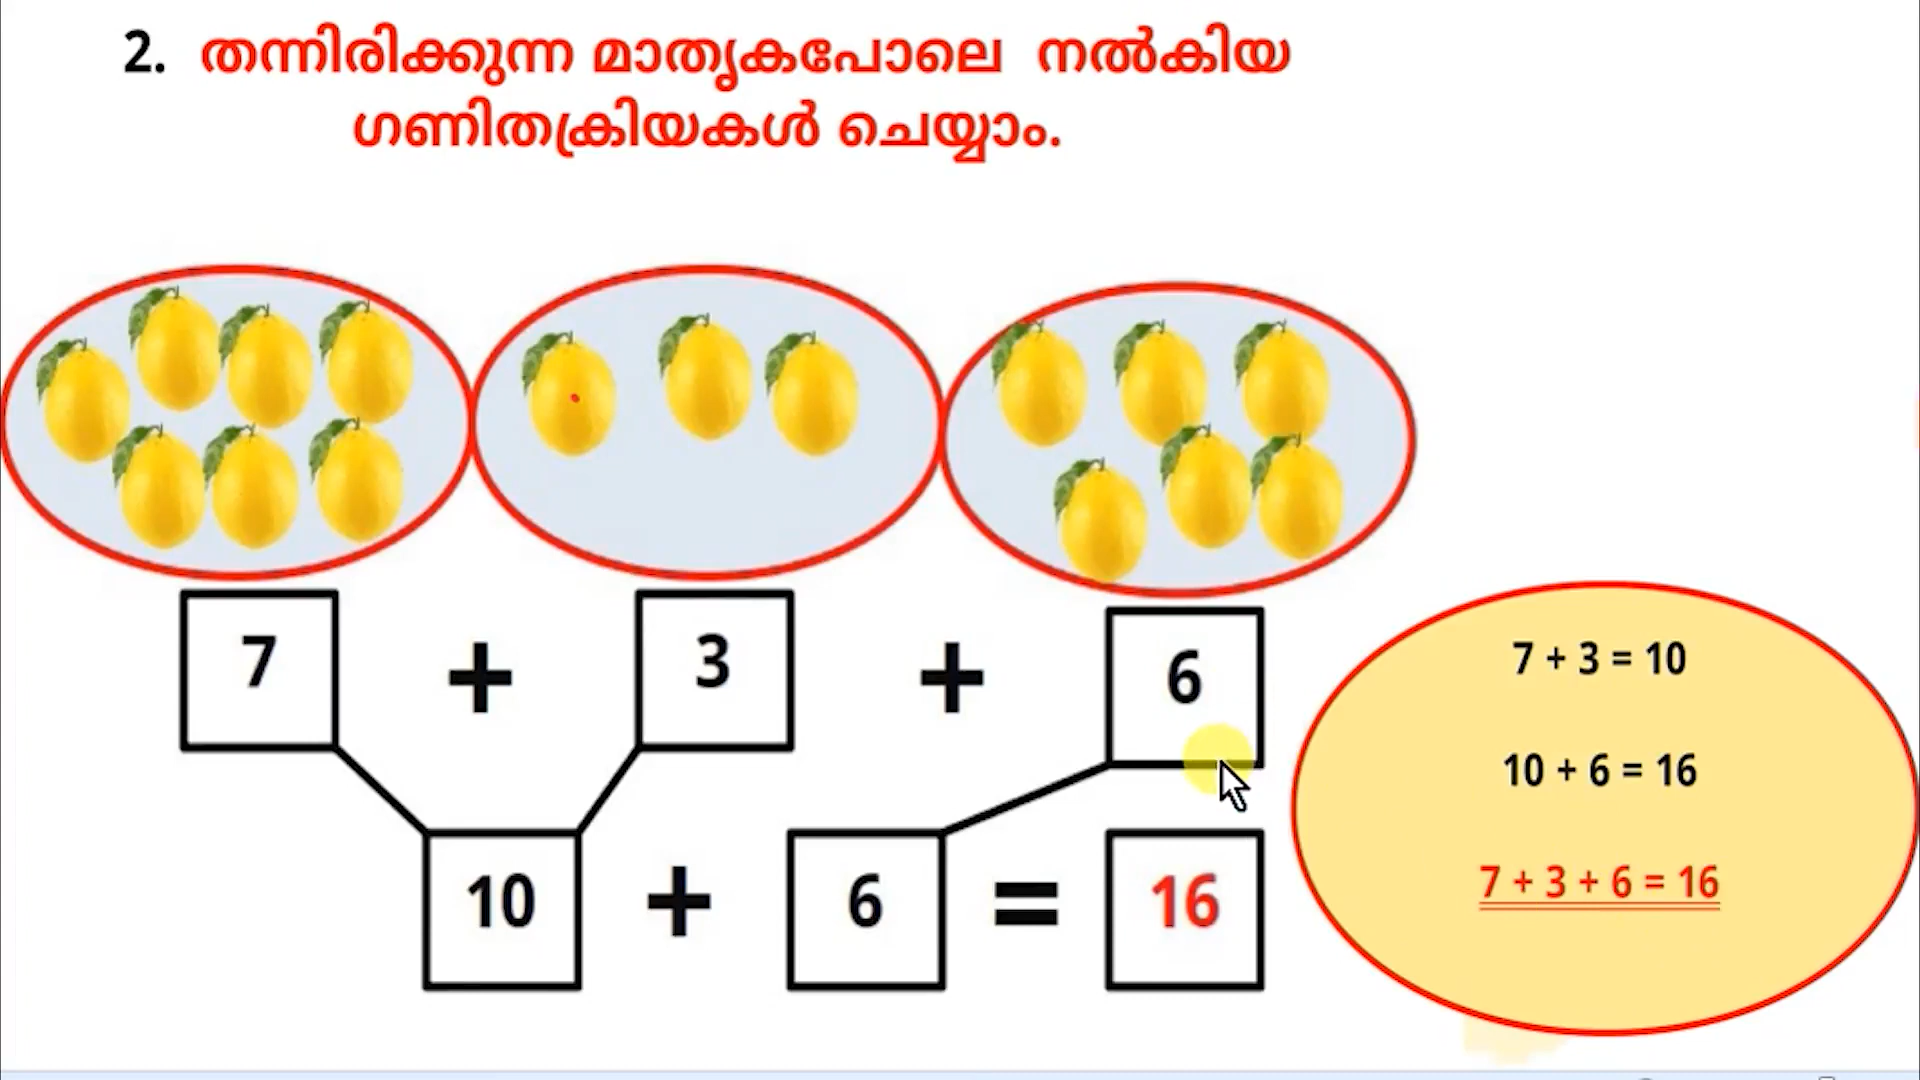 2. തന്നിരിക്കുന്ന മാതൃകപോലെ നൽകിയ
ഗണിതക്രിയകൾ ചെയ്യാം.
7 + 3 + 6
10 + 6 = 16
7 + 3 = 10
10 + 6 = 16
7 + 3 + 6 = 16